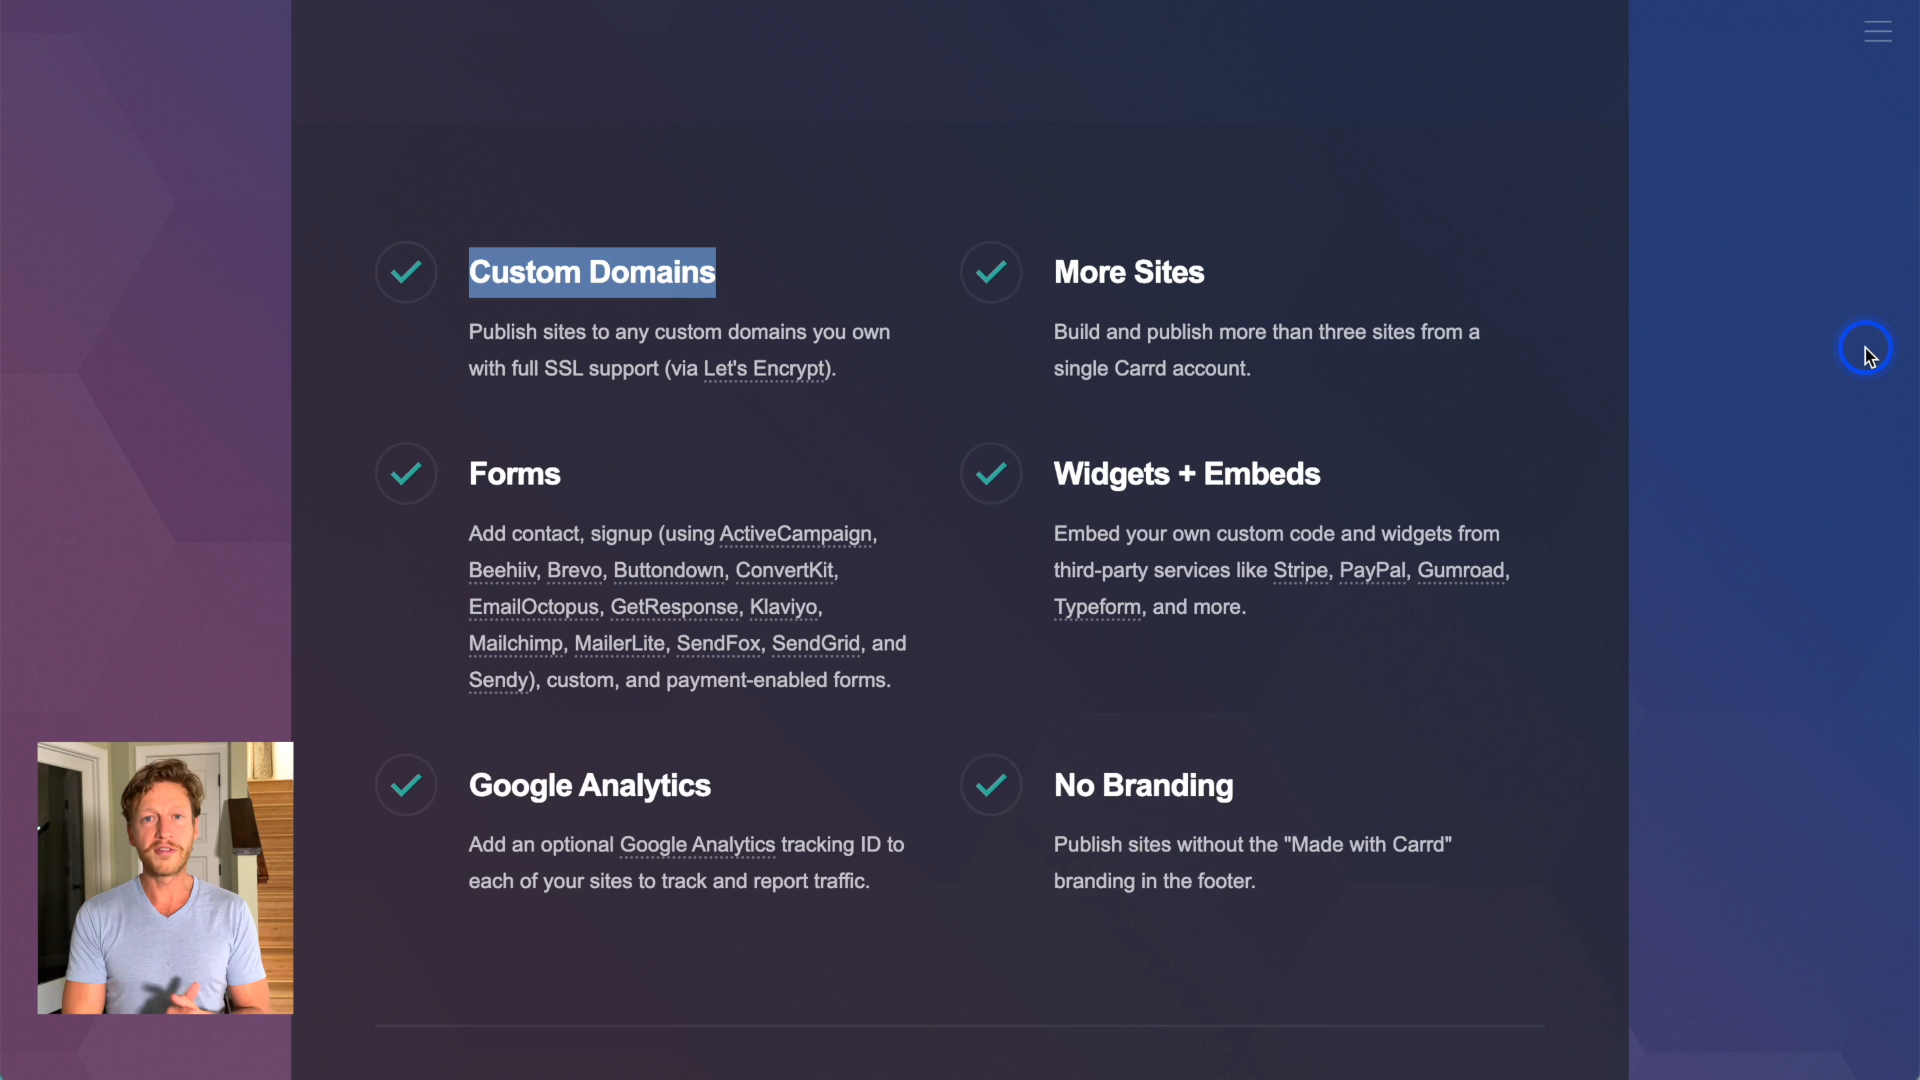 Custom Domains
Publish sites to any custom domains you own
with full SSL support (via Let's Encrypt).
More Sites
Build and publish more than three sites from a
single Carrd account.
Forms
Add contact, signup (using ActiveCampaign,
Beehiiv, Brevo, Buttondown, ConvertKit,
EmailOctopus, GetResponse, Klaviyo,
Mailchimp, MailerLite, SendFox, SendGrid, and
Sendy), custom, and payment-enabled forms.
Widgets + Embeds
Embed your own custom code and widgets from
third-party services like Stripe, PayPal, Gumroad,
Typeform, and more.
Google Analytics
Add an optional Google Analytics tracking ID to
each of your sites to track and report traffic.
No Branding
Publish sites without the "Made with Carrd"
branding in the footer.